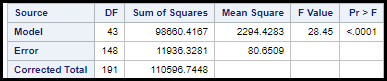 Source DF Sum of Squares Mean Square F Value Pr > F
Model 43 98660.4167 2294.4283 28.45 <.0001
Error 148 11936.3281 80.6509
Corrected Total 191 110596.7448